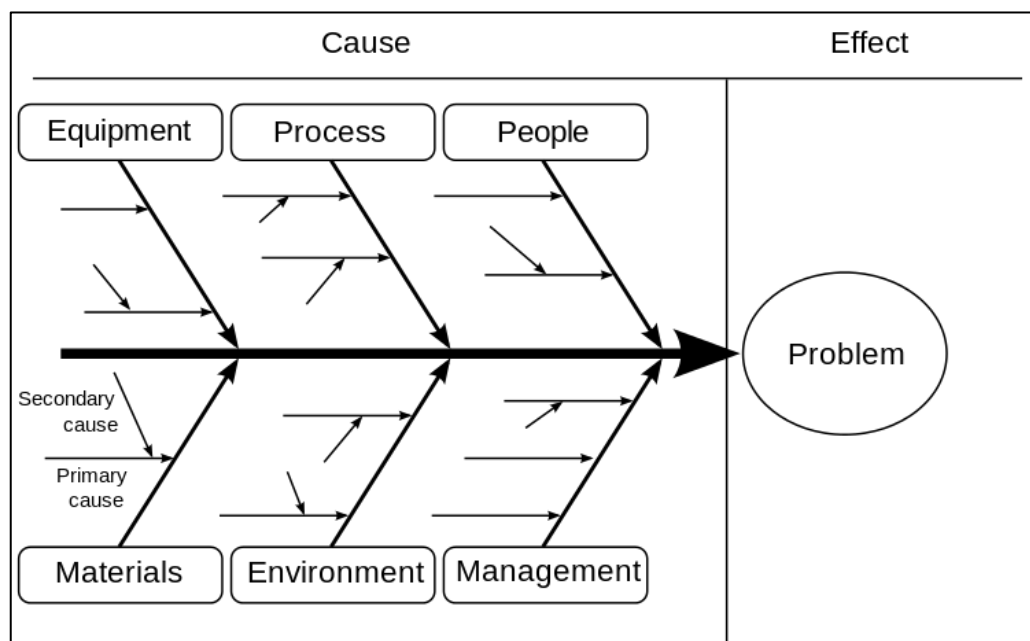 Cause
Effect
Equipment
Process
People
Problem
Secondary
cause
Primary
cause
Materials
Environment
Management